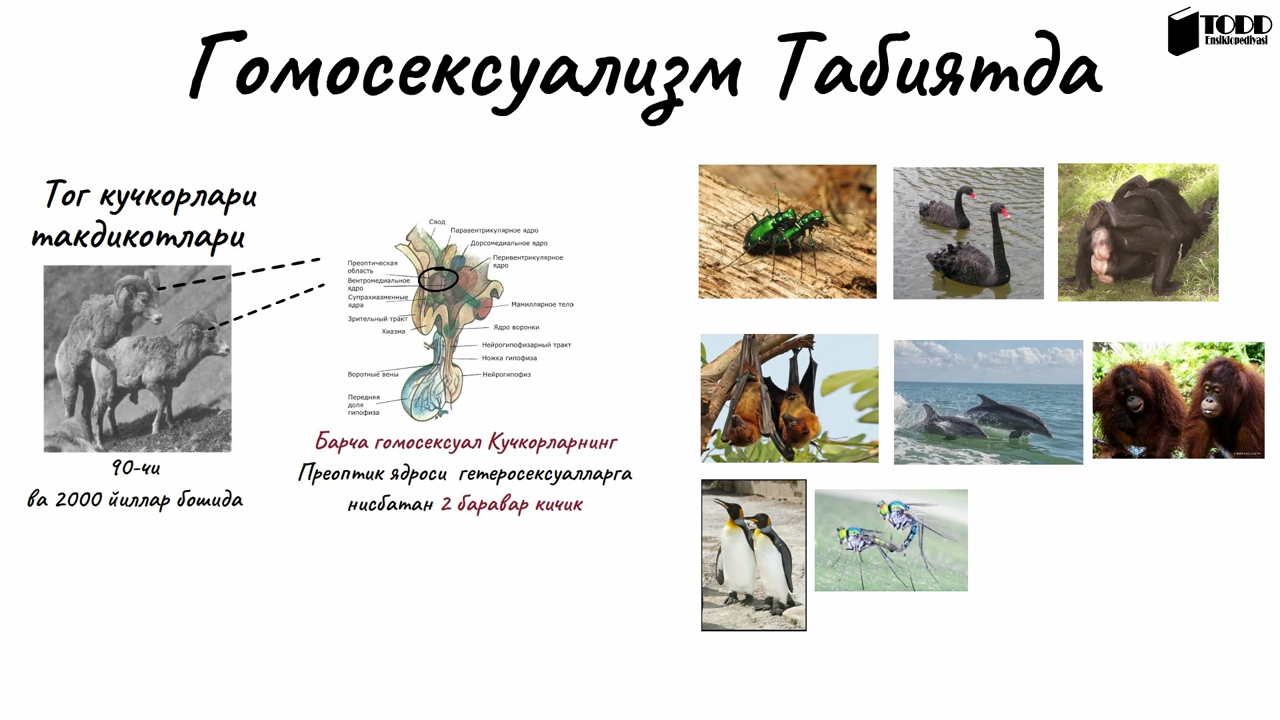 Гомосексуализм Табиятда
TODD
Ensiklopediyasi
Тог кучкорлари
такдикотлари
90-чи
ва 2000 йиллар бошида
Свод
Паравентрикулярное ядро
Дорсомедиальное ядро
Перивентрикулярное
ядро
Преоптическая
область
Вентромедиальное
ядро
Супрахиазменные
ядра
Зрительный тракт
Хиазма
Мамиллярное тело
Ядро воронки
Нейрогипофизарный тракт
Ножка гипофиза
Воротные вены
Нейрогипофиз
Передняя
доля
гипофиза
Барча гомосексуал Кучкорларнинг
Преоптик ядроси гетеросексуалларга
нисбатан 2 баравар кичик